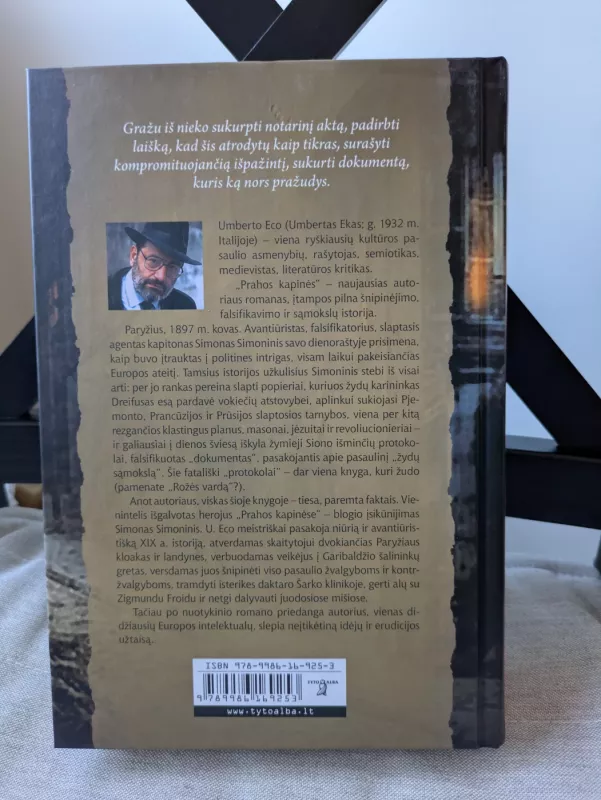 Gražu iš nieko sukurpti notarinį aktą, padirbti
laišką, kad šis atrodytų kaip tikras, surašyti
kompromituojančią išpažintį, sukurti dokumentą,
kuris ką nors pražudys.
Umberto Eco (Umbertas Ekas; g. 1932 m.
Italijoje) – viena ryškiausių kultūros pa-
saulio asmenybių, rašytojas, semiotikas,
medievistas, literatūros kritikas.
„Prahos kapinės" – naujausias auto-
riaus romanas, įtampos pilna šnipinėjimo,
falsifikavimo ir sąmokslų istorija.
Paryžius, 1897 m. kovas. Avantiūristas, falsifikatorius, slaptasis
agentas kapitonas Simonas Simoninis savo dienoraštyje prisimena,
kaip buvo įtrauktas į politines intrigas, visam laikui pakeisiančias
Europos ateitį. Tamsius istorijos užkulisius Simoninis stebi iš visai
arti: per jo rankas pereina slapti popieriai, kuriuos žydų karininkas
Dreifusas esą pardavė vokiečių atstovybei, aplinkui sukiojasi Pje-
monto, Prancūzijos ir Prūsijos slaptosios tarnybos, viena per kitą
rezgančios klastingus planus, masonai, jėzuitai ir revoliucionieriai –
ir galiausiai į dienos šviesą iškyla žymieji Siono išminčių protoko-
lai, falsifikuotas „dokumentas", pasakojantis apie pasaulinį „žydų
sąmokslą". Šie fatališki „protokolai" – dar viena knyga, kuri žudo
(pamenate „Rožės vardą"?).
Anot autoriaus, viskas šioje knygoje – tiesa, paremta faktais. Vie-
nintelis išgalvotas herojus „Prahos kapinėse" – blogio įsikūnijimas
Simonas Simoninis. U. Eco meistriškai pasakoja niūrią ir avantiūris-
tišką XIX a. istoriją, atverdamas skaitytojui dvokiančias Paryžiaus
kloakas ir landynes, verbuodamas veikėjus į Garibaldžio šalininkų
gretas, versdamas juos šnipinėti viso pasaulio žvalgyboms ir kontr-
žvalgyboms, tramdyti isterikes daktaro Šarko klinikoje, gerti alų su
Zigmundu Froidu ir netgi dalyvauti juodosiose mišiose.
Tačiau po nuotykinio romano priedanga autorius, vienas di-
džiausių Europos intelektualų, slepia neįtikėtiną idėjų ir erudicijos
užtaisą.
ISBN 978-9986-16-925-3
TYTO ALBA
9 789986 169253
www.tytoalba.lt